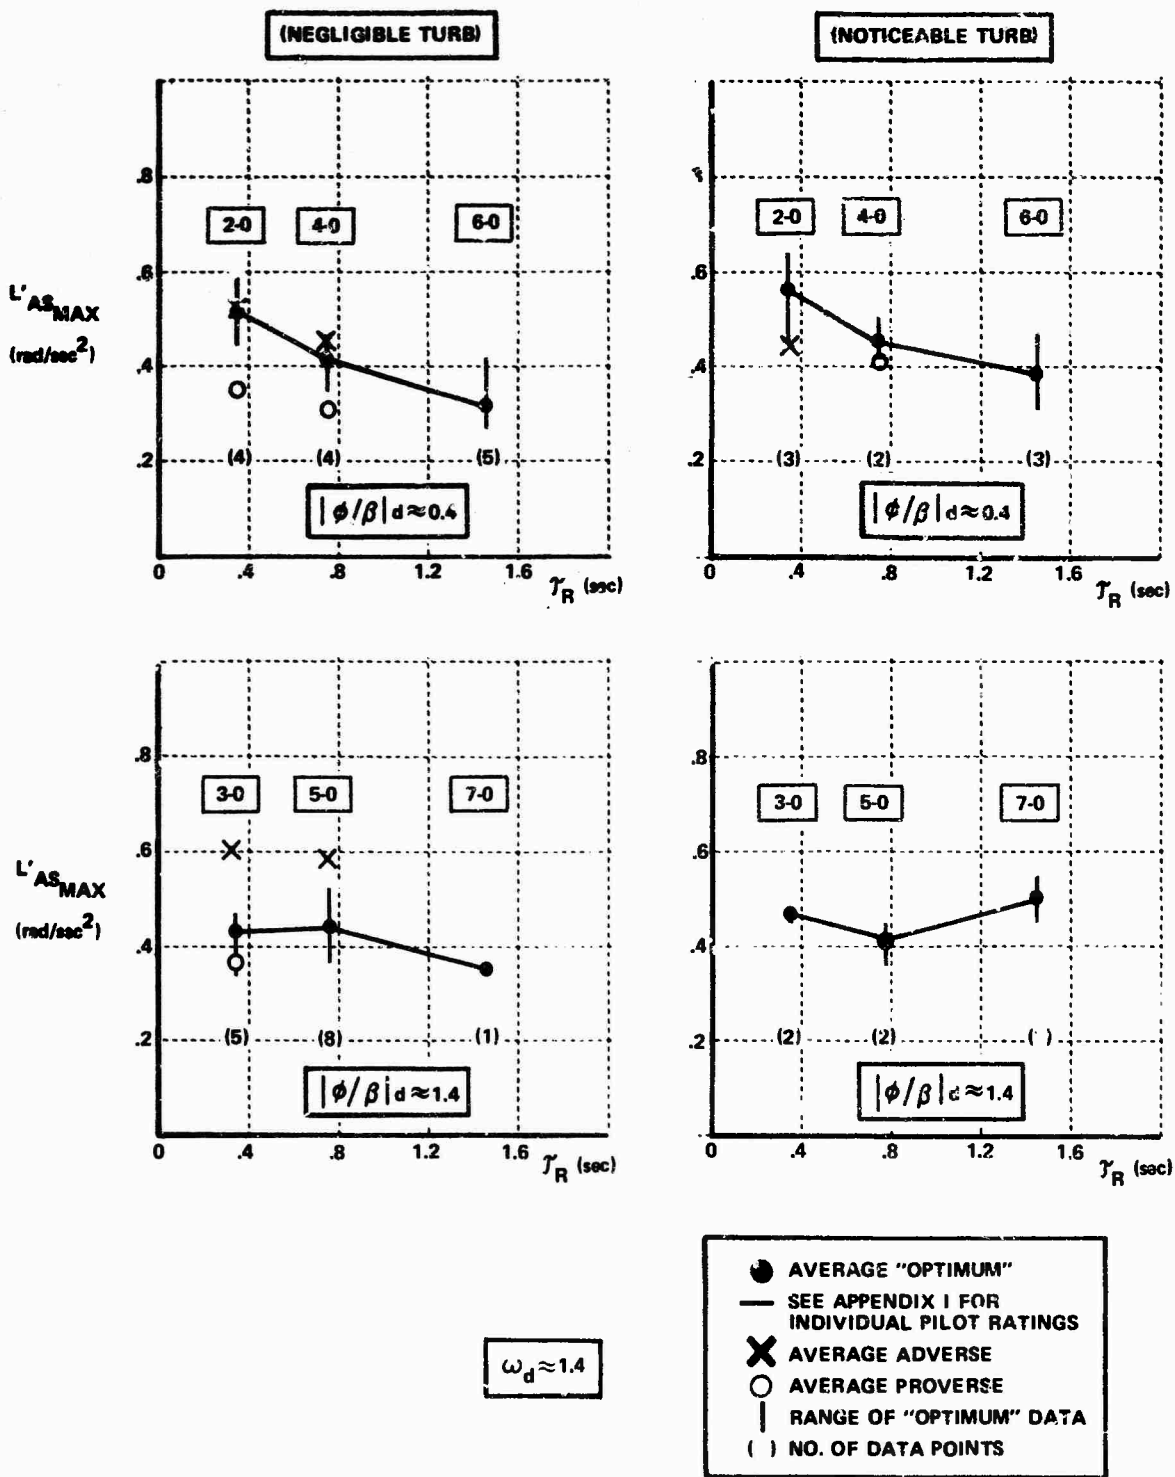 (NEGLIGIBLE TURB)
(NOTICEABLE TURB)
.8
.6
.4
.2
L'AS MAX
(rad/sec²)
2-0
4-0
6-0
(4)
(4)
(5)
|ϕ/β|d≈0.4
0
.4
.8
1.2
1.6
𝒯R (sec)
.6
.4
.2
2-0
4-0
6-0
(3)
(2)
(3)
|ϕ/β|d≈0.4
0
.4
.8
1.2
1.6
𝒯R (sec)
.8
.6
.4
.2
L'AS MAX
(rad/sec²)
3-0
5-0
7-0
(5)
(8)
(1)
|ϕ/β|d≈1.4
0
.4
.8
1.2
1.6
𝒯R (sec)
.8
.6
.4
.2
3-0
5-0
7-0
(2)
(2)
( )
|ϕ/β|d≈1.4
0
.4
.8
1.2
1.6
𝒯R (sec)
ωd≈1.4
AVERAGE "OPTIMUM"
SEE APPENDIX I FOR
INDIVIDUAL PILOT RATINGS
AVERAGE ADVERSE
AVERAGE PROVERSE
RANGE OF "OPTIMUM" DATA
( ) NO. OF DATA POINTS